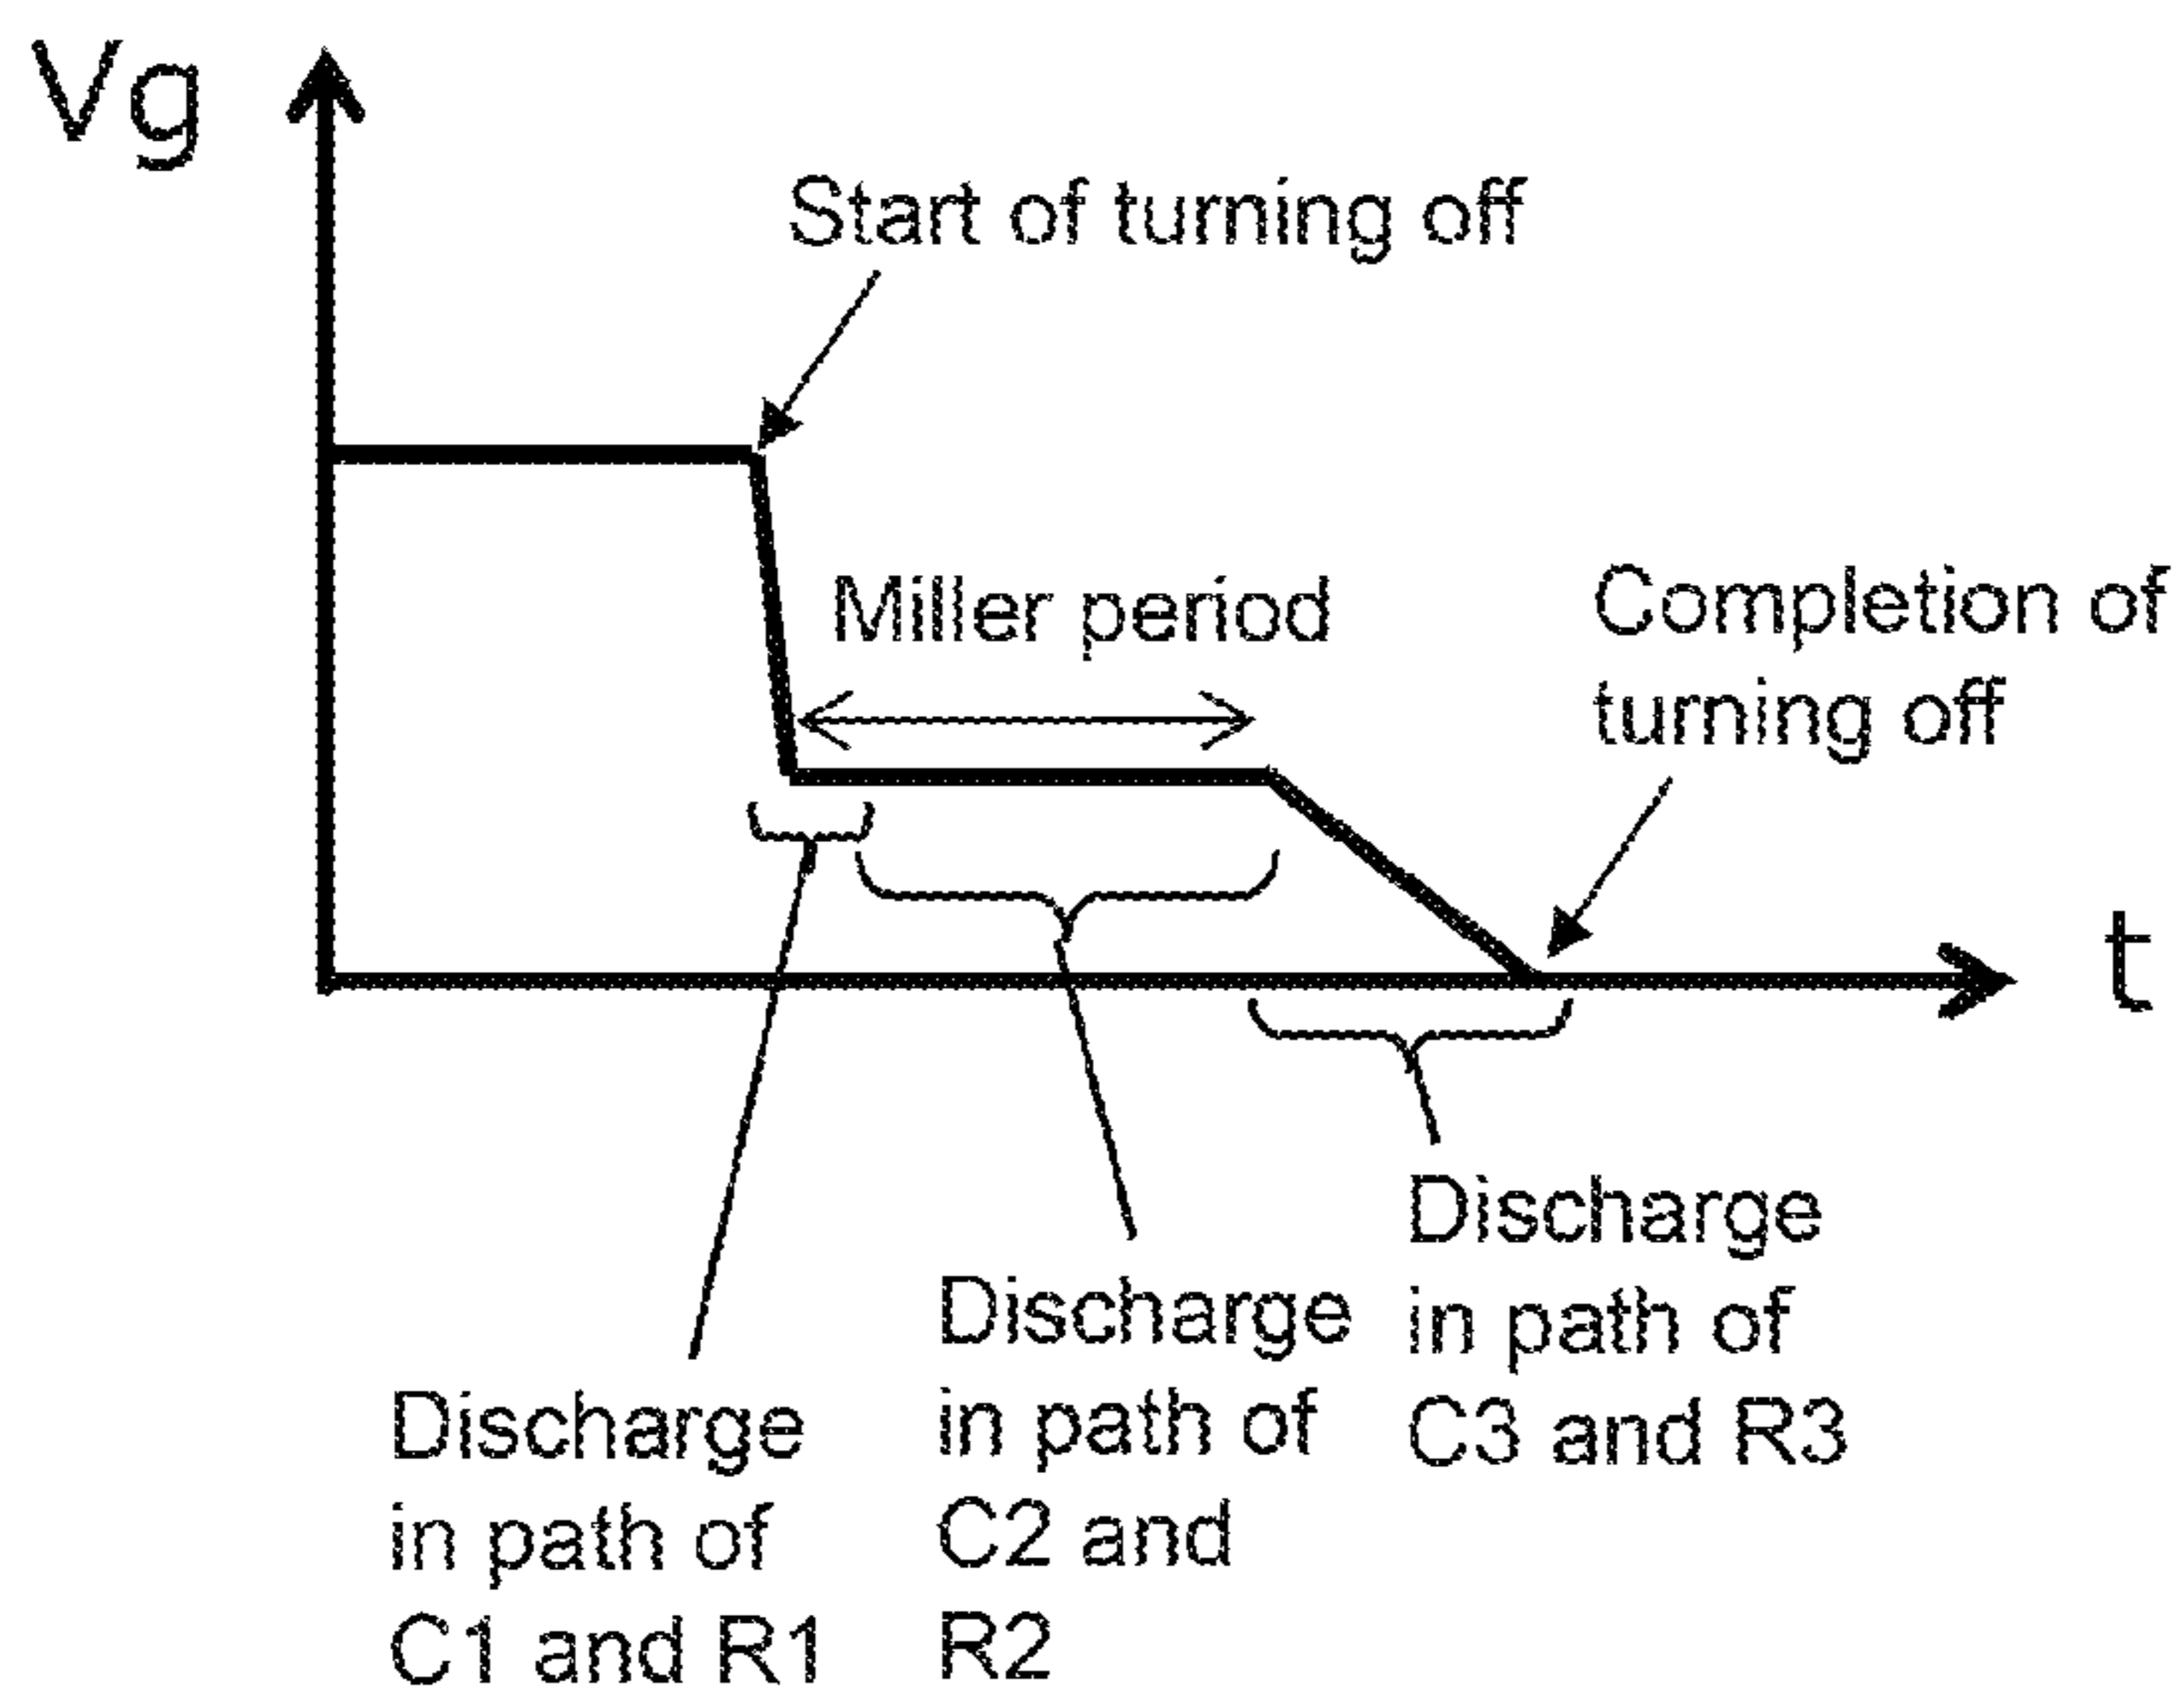 Vg
Start of turning off
Miller period
Completion of
turning off
t
Discharge
in path of
C1 and R1
Discharge
in path of
C2 and
R2
Discharge
in path of
C3 and R3